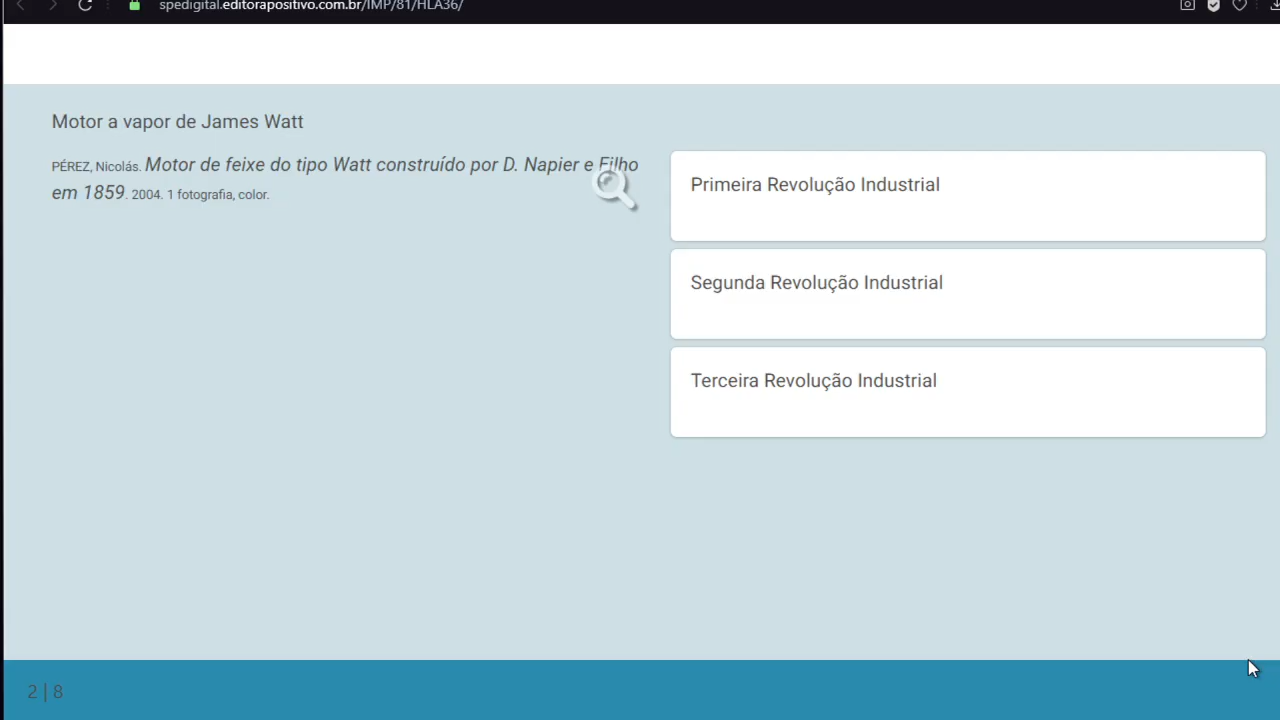 spedigital.editorapositivo.com.br/IMP/81/HLA36/
Motor a vapor de James Watt
PÉREZ, Nicolás. Motor de feixe do tipo Watt construído por D. Napier e Filho
em 1859. 2004. 1 fotografia, color.
Primeira Revolução Industrial
Segunda Revolução Industrial
Terceira Revolução Industrial
2 | 8